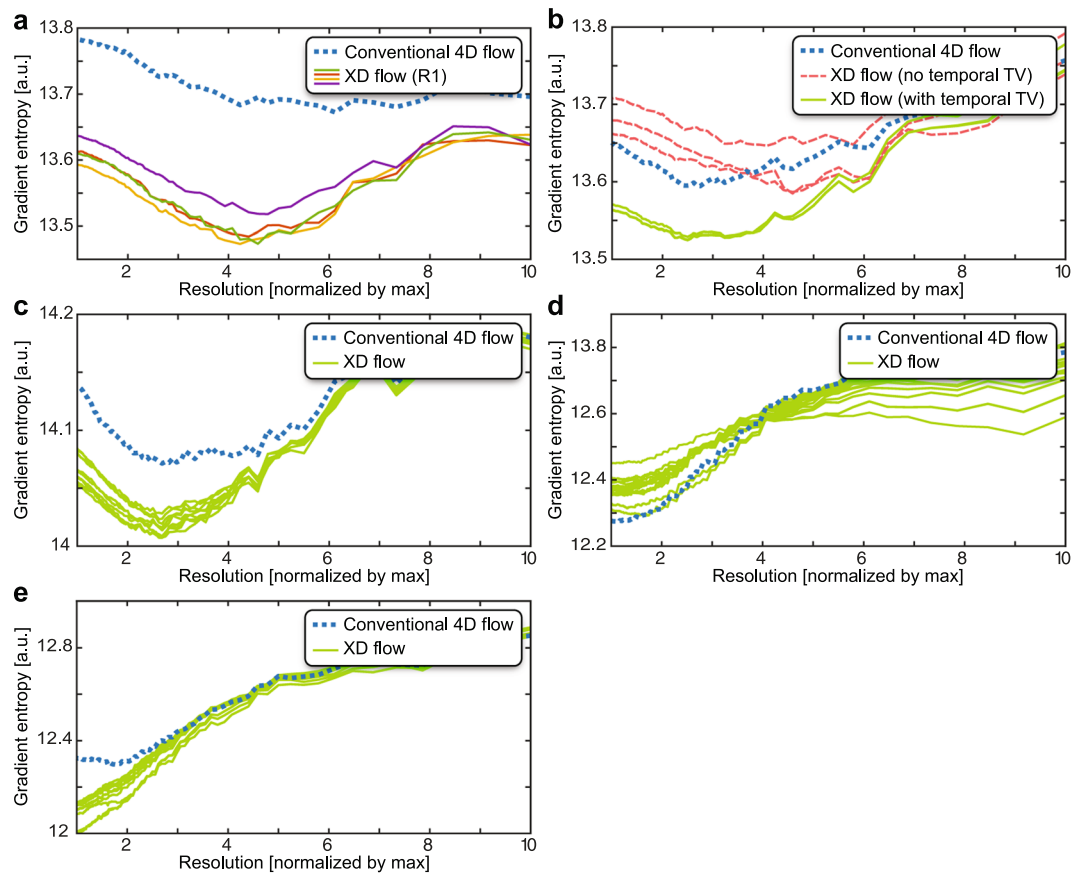 a
13.8
13.7
13.6
13.5
Gradient entropy [a.u.]
Conventional 4D flow
XD flow (R1)
2 4 6 8 10
Resolution [normalized by max]
b
13.8
13.7
13.6
13.5
Gradient entropy [a.u.]
Conventional 4D flow
XD flow (no temporal TV)
XD flow (with temporal TV)
2 4 6 8 10
Resolution [normalized by max]
c
14.2
14.1
14
Gradient entropy [a.u.]
Conventional 4D flow
XD flow
2 4 6 8 10
Resolution [normalized by max]
d
13.8
12.6
12.4
12.2
Gradient entropy [a.u.]
Conventional 4D flow
XD flow
2 4 6 8 10
Resolution [normalized by max]
e
12.8
12.4
12
Gradient entropy [a.u.]
Conventional 4D flow
XD flow
2 4 6 8 10
Resolution [normalized by max]